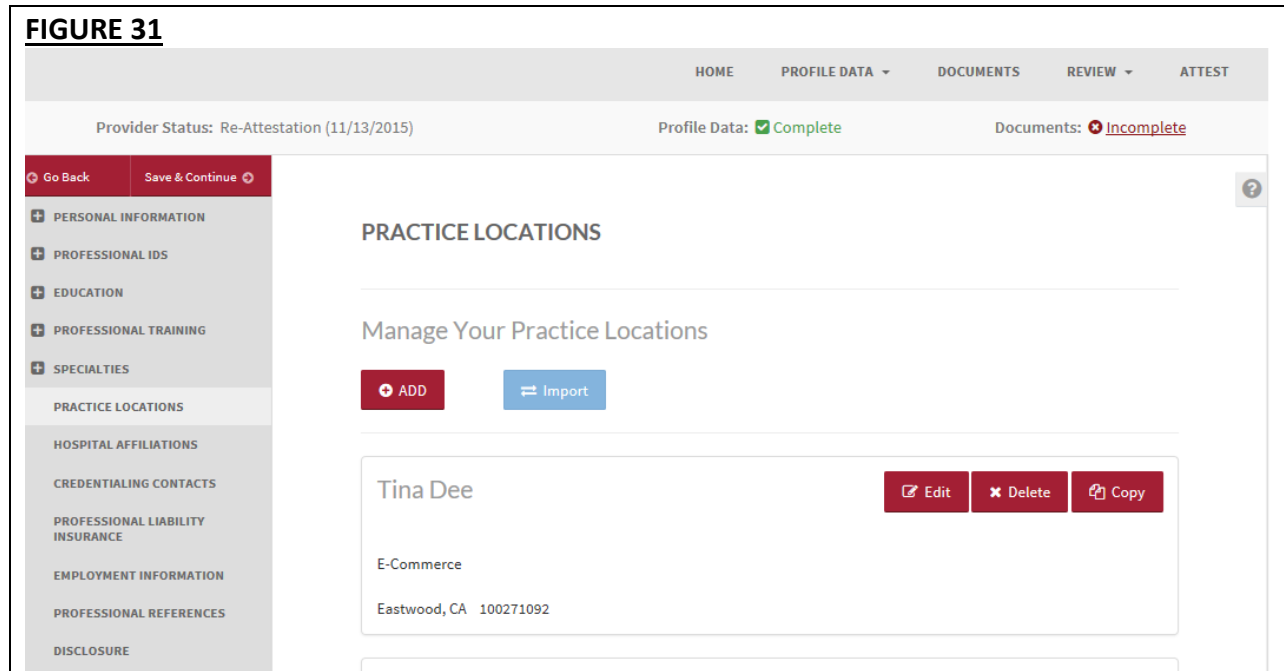 FIGURE 31
HOME PROFILE DATA DOCUMENTS REVIEW ATTEST
Provider Status: Re-Attestation (11/13/2015) Profile Data: Complete Documents: Incomplete
Go Back Save & Continue
PERSONAL INFORMATION
PROFESSIONAL IDS
EDUCATION
PROFESSIONAL TRAINING
SPECIALTIES
PRACTICE LOCATIONS
HOSPITAL AFFILIATIONS
CREDENTIALING CONTACTS
PROFESSIONAL LIABILITY
INSURANCE
EMPLOYMENT INFORMATION
PROFESSIONAL REFERENCES
DISCLOSURE
?
PRACTICE LOCATIONS
Manage Your Practice Locations
ADD Import
Tina Dee Edit Delete Copy
E-Commerce
Eastwood, CA 100271092